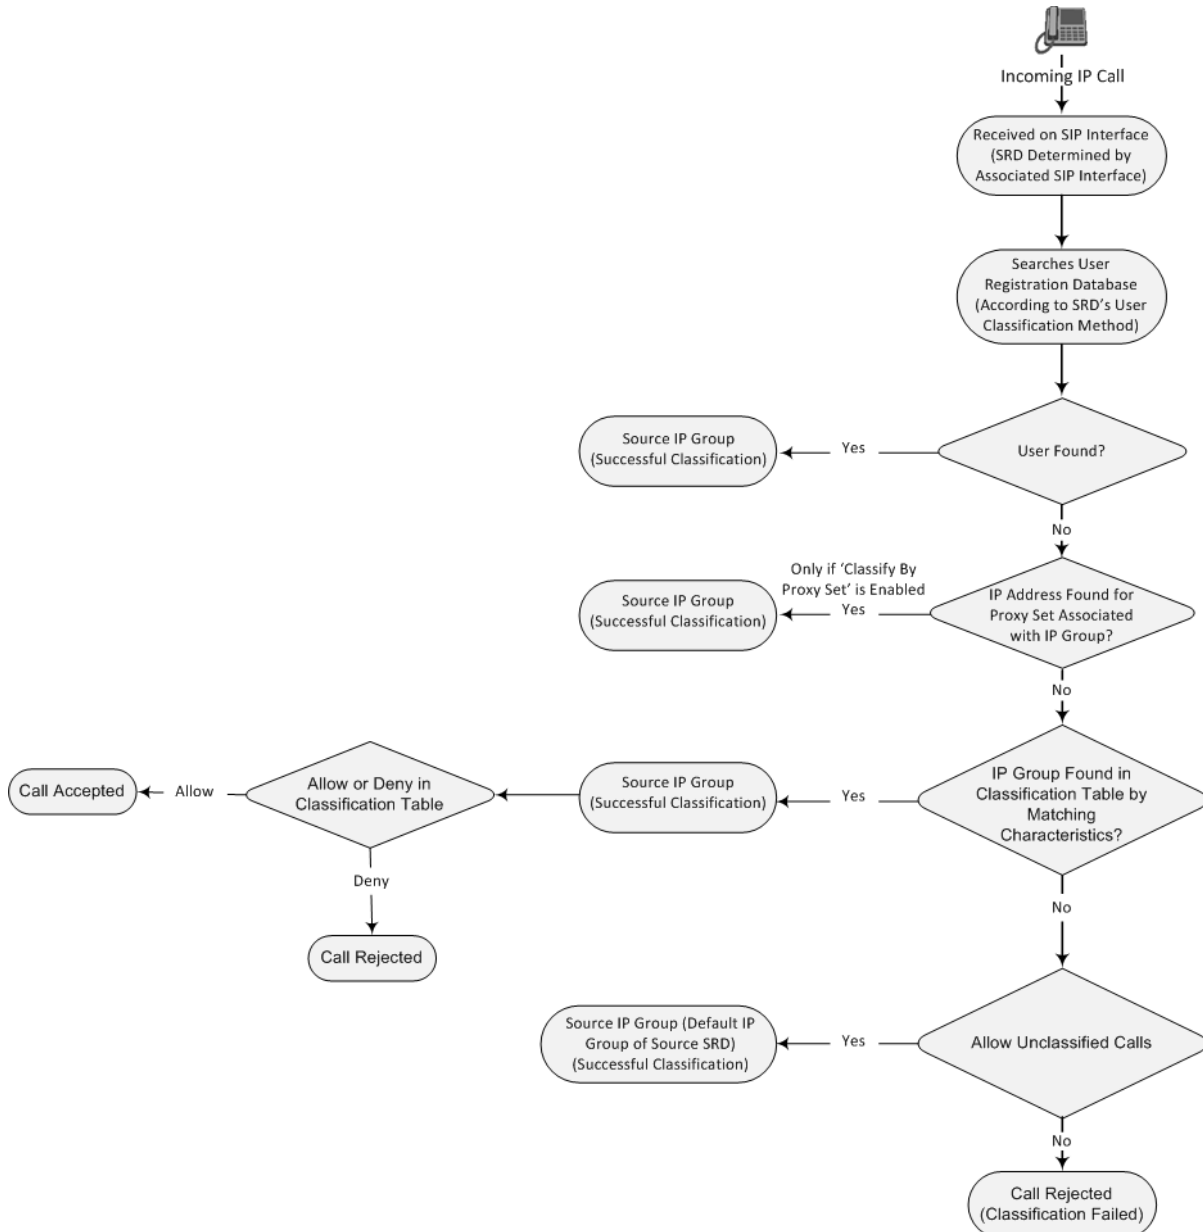 Incoming IP Call
Received on SIP Interface
(SRD Determined by
Associated SIP Interface)
Searches User
Registration Database
(According to SRD's User
Classification Method)
User Found?
Yes
Source IP Group
(Successful Classification)
No
IP Address Found for
Proxy Set Associated
with IP Group?
Only if 'Classify By
Proxy Set' is Enabled
Yes
Source IP Group
(Successful Classification)
No
IP Group Found in
Classification Table by
Matching
Characteristics?
Yes
Source IP Group
(Successful Classification)
Allow or Deny in
Classification Table
Allow
Call Accepted
Deny
Call Rejected
No
Allow Unclassified Calls
Yes
Source IP Group (Default IP
Group of Source SRD)
(Successful Classification)
No
Call Rejected
(Classification Failed)